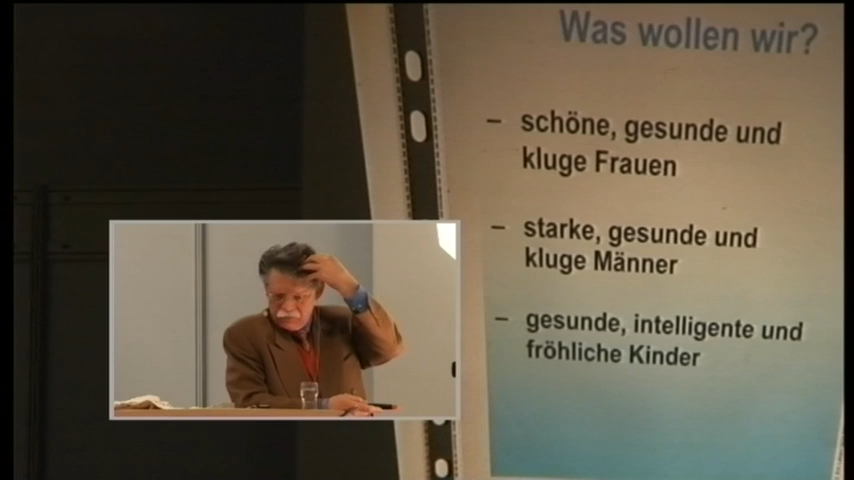 Was wollen wir?
– schöne, gesunde und
kluge Frauen
– starke, gesunde und
kluge Männer
– gesunde, intelligente und
fröhliche Kinder